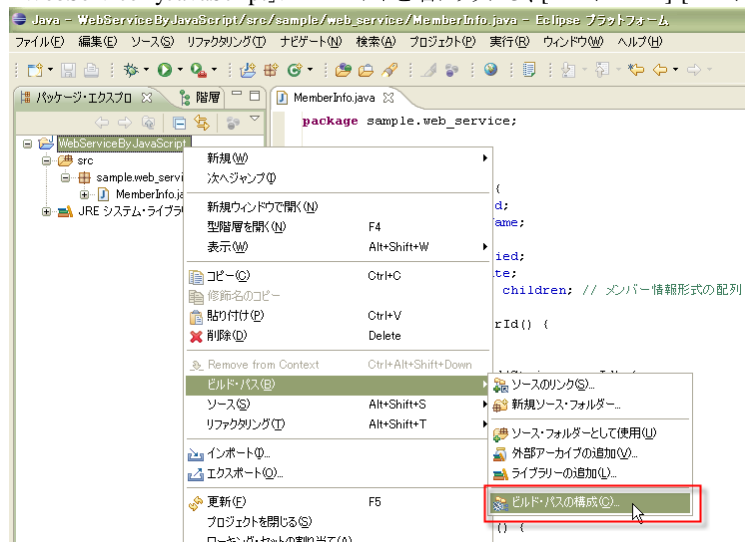 Java - WebServiceByJavaScript/src/sample/web_service/MemberInfo.java - Eclipse プラットフォーム
ファイル(F) 編集(E) ソース(S) リファクタリング(T) ナビゲート(N) 検索(A) プロジェクト(P) 実行(R) ウィンドウ(W) ヘルプ(H)
パッケージ・エクスプロ 階層 MemberInfo.java
package sample.web_service;
WebServiceByJavaScript
src
sample.web_servi
MemberInfo.ja
JRE システム・ライブラ
新規(W)
次へジャンプ(I)
新規ウィンドウで開く(N)
型階層を開く(N) F4
表示(W) Alt+Shift+W
コピー(C) Ctrl+C
修飾名のコピー
貼り付け(P) Ctrl+V
削除(D) Delete
Remove from Context Ctrl+Alt+Shift+Down
ビルド・パス(B)
ソース(S) Alt+Shift+S
リファクタリング(T) Alt+Shift+T
インポート(I)...
エクスポート(O)...
更新(F) F5
プロジェクトを閉じる(S)
ワーキング・セットの割り当て(A)
{
d;
ame;
ied;
te;
children; // メンバー情報形式の配列
rId() {
ソースのリンク(S)...
新規ソース・フォルダー...
ソース・フォルダーとして使用(U)
外部アーカイブの追加(V)...
ライブラリーの追加(L)...
ビルド・パスの構成(C)...
() {